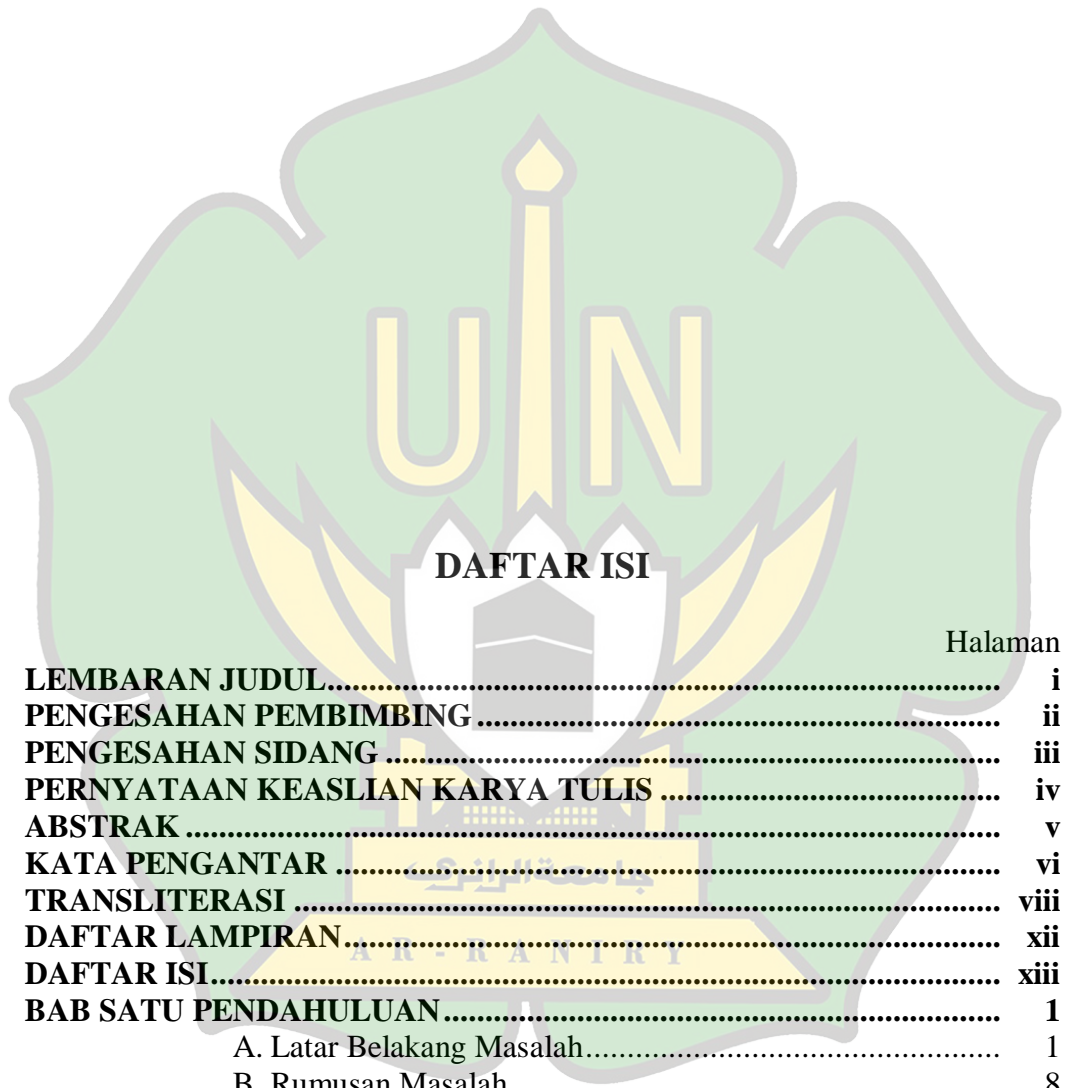 UIN
DAFTAR ISI
Halaman
LEMBARAN JUDUL.......... i
PENGESAHAN PEMBIMBING.......... ii
PENGESAHAN SIDANG.......... iii
PERNYATAAN KEASLIAN KARYA TULIS.......... iv
ABSTRAK.......... v
KATA PENGANTAR.......... vi
جامعة الرانري
TRANSLITERASI.......... viii
DAFTAR LAMPIRAN.......... xii
AR-RANIRY
DAFTAR ISI.......... xiii
BAB SATU PENDAHULUAN.......... 1
A. Latar Belakang Masalah.......... 1
B. Rumusan Masalah.......... 8